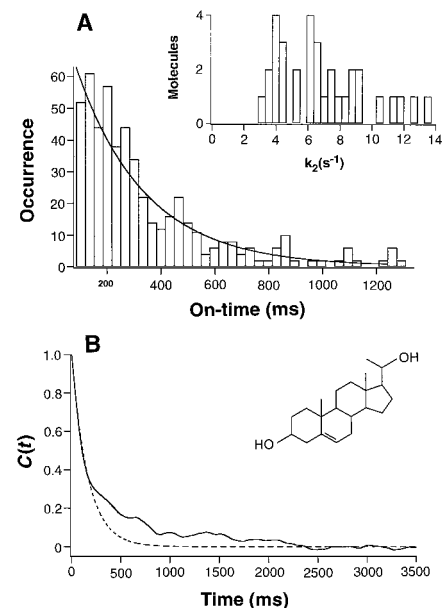 A
Molecules
4
2
0
0 2 4 6 8 10 12 14
k2(s-1)
Occurrence
60
50
40
30
20
10
0
200 400 600 800 1000 1200
On-time (ms)
B
C(t)
1.0
0.8
0.6
0.4
0.2
0
0 500 1000 1500 2000 2500 3000 3500
Time (ms)
OH
HO